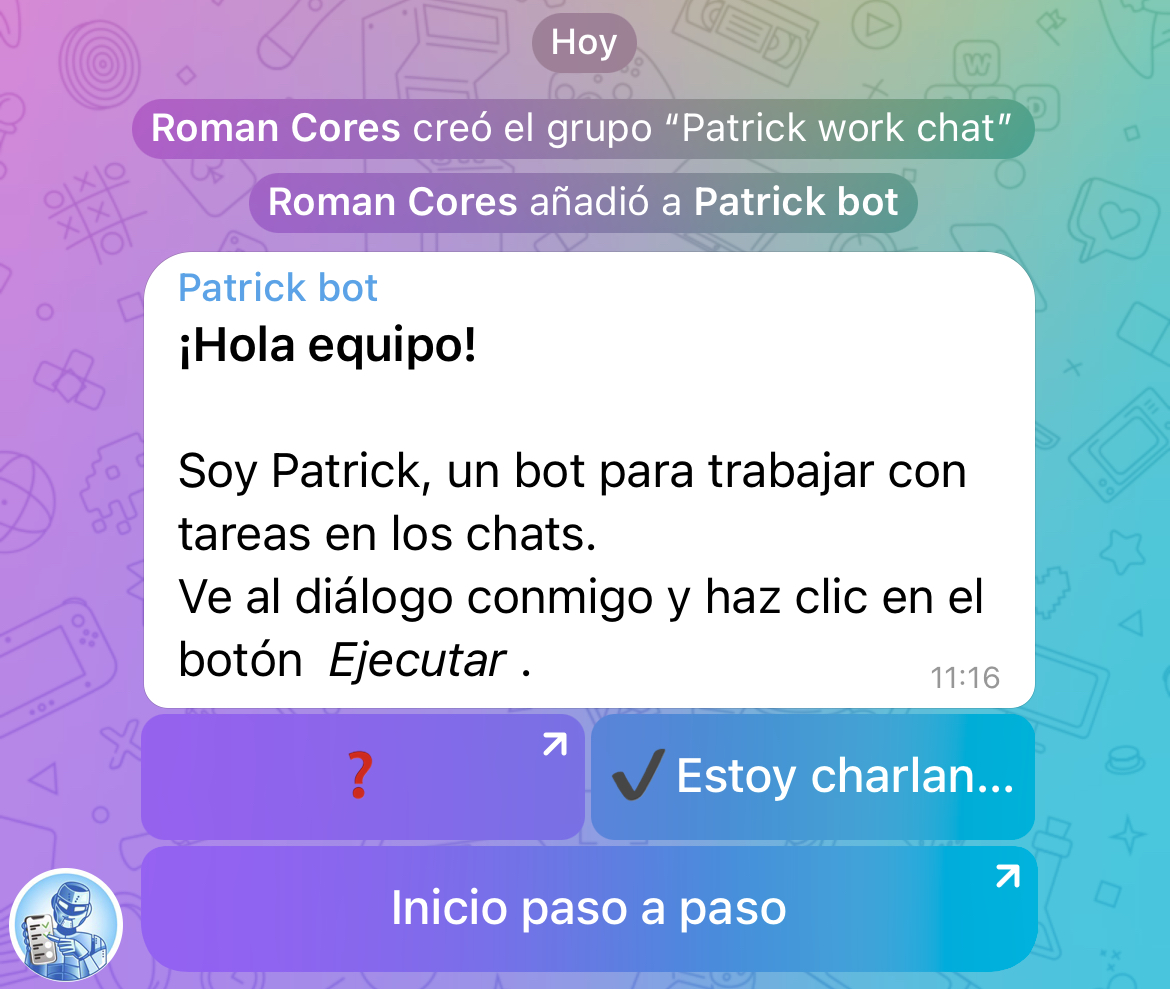 Hoy
Roman Cores creó el grupo “Patrick work chat”
Roman Cores añadió a Patrick bot
Patrick bot
¡Hola equipo!
Soy Patrick, un bot para trabajar con
tareas en los chats.
Ve al diálogo conmigo y haz clic en el
botón Ejecutar .
11:16
❓
✔ Estoy charlan...
Inicio paso a paso